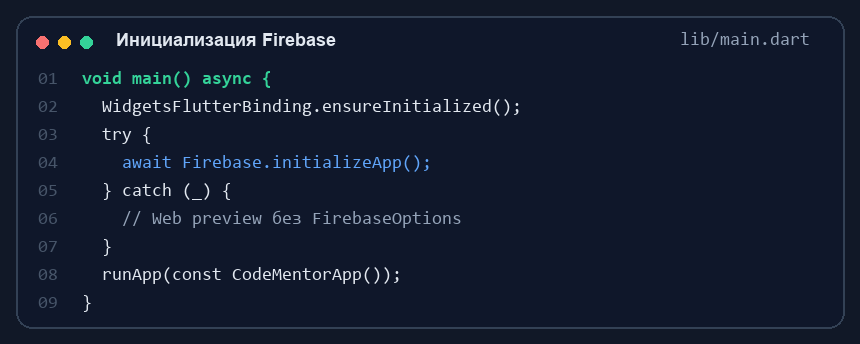 Инициализация Firebase lib/main.dart
01 void main() async {
02 WidgetsFlutterBinding.ensureInitialized();
03 try {
04 await Firebase.initializeApp();
05 } catch (_) {
06 // Web preview без FirebaseOptions
07 }
08 runApp(const CodeMentorApp());
09 }